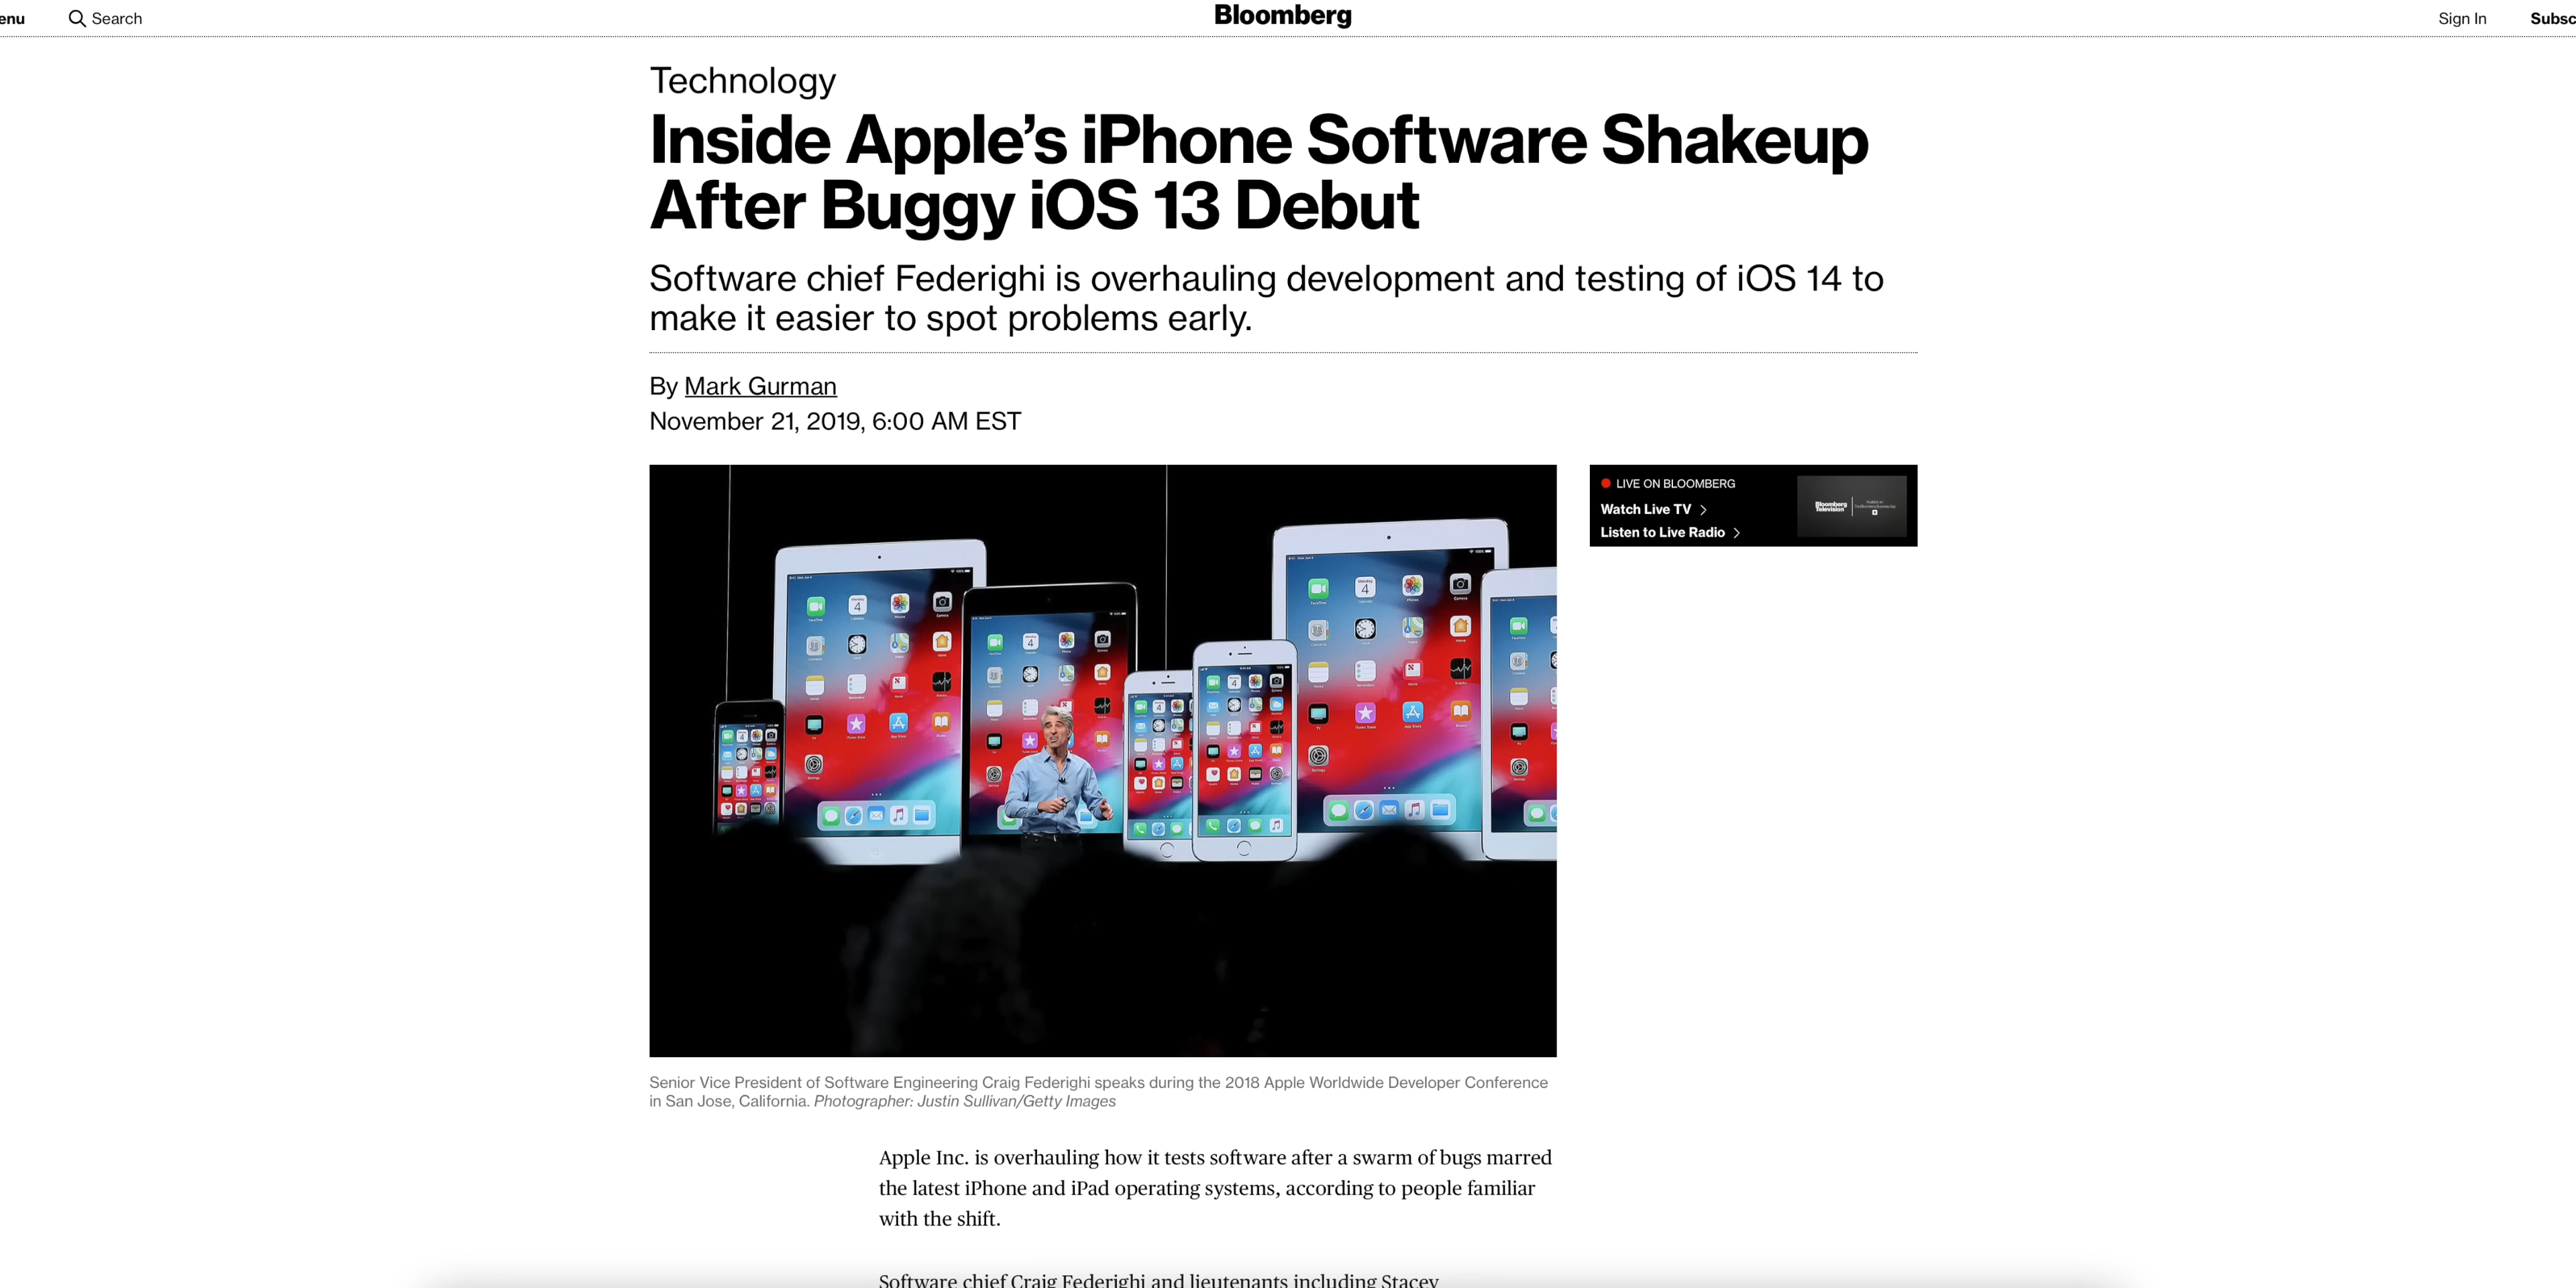 enu
Search
Bloomberg
Sign In
Subsc
Technology
Inside Apple’s iPhone Software Shakeup
After Buggy iOS 13 Debut
Software chief Federighi is overhauling development and testing of iOS 14 to
make it easier to spot problems early.
By Mark Gurman
November 21, 2019, 6:00 AM EST
LIVE ON BLOOMBERG
Watch Live TV
Listen to Live Radio
Bloomberg
Television
Senior Vice President of Software Engineering Craig Federighi speaks during the 2018 Apple Worldwide Developer Conference
in San Jose, California. Photographer: Justin Sullivan/Getty Images
Apple Inc. is overhauling how it tests software after a swarm of bugs marred
the latest iPhone and iPad operating systems, according to people familiar
with the shift.
Software chief Craig Federighi and lieutenants including Stacey